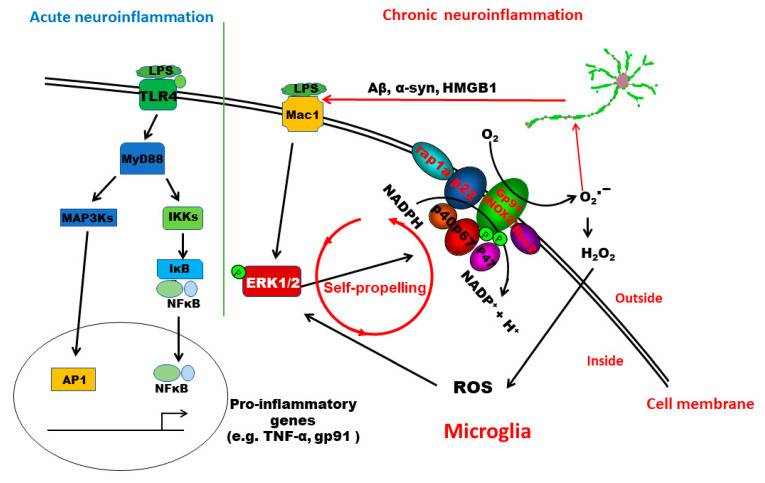 Acute neuroinflammation
Chronic neuroinflammation
LPS
TLR4
LPS
Mac1
Aβ, α-syn, HMGB1
MyD88
MAP3Ks
IKKs
IκB
NFκB
AP1
NFκB
Pro-inflammatory
genes
(e.g. TNF-α, gp91 )
P
ERK1/2
Self-propelling
O₂
rap1a
p22
Gp91
NADPH
p40
p67
P47
P
P
NADP⁺ + H⁺
O₂˙⁻
H₂O₂
Outside
Inside
Cell membrane
ROS
Microglia